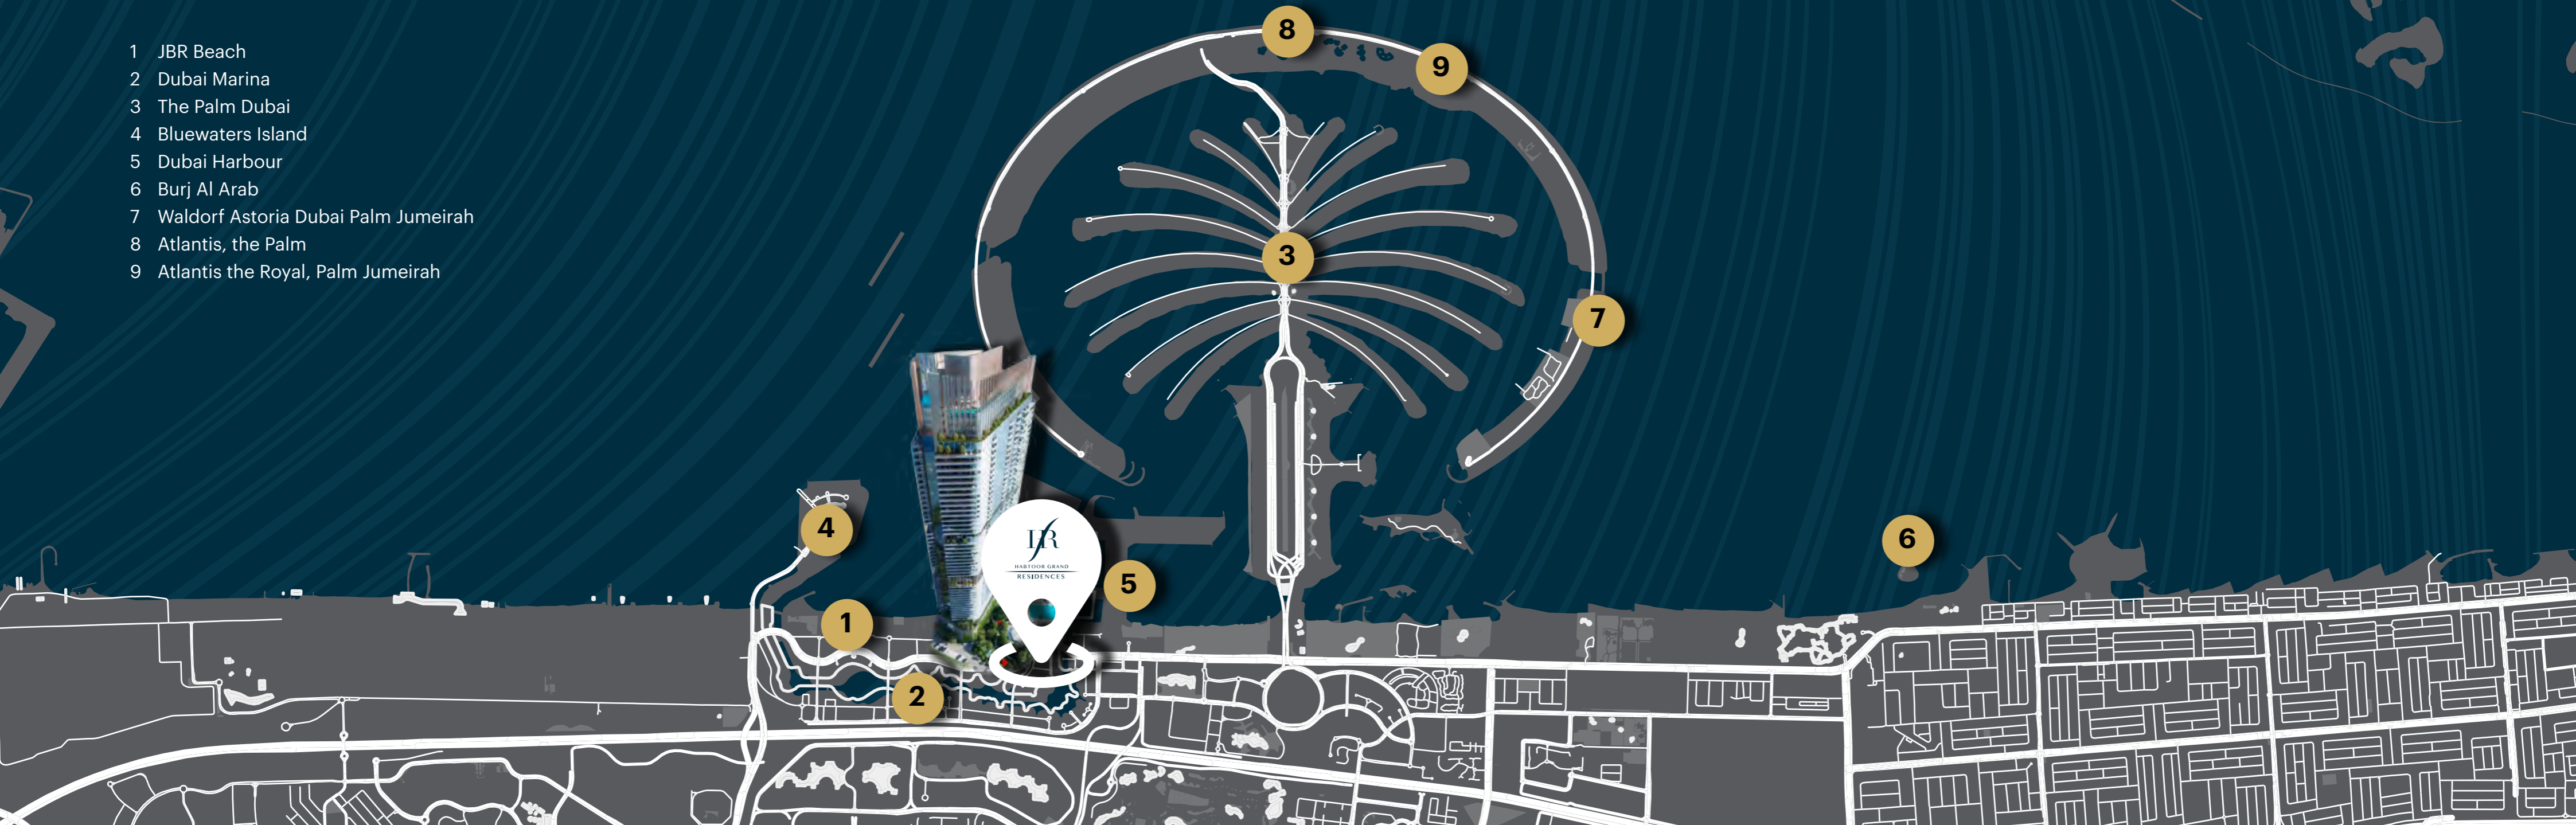 1 JBR Beach
2 Dubai Marina
3 The Palm Dubai
4 Bluewaters Island
5 Dubai Harbour
6 Burj Al Arab
7 Waldorf Astoria Dubai Palm Jumeirah
8 Atlantis, the Palm
9 Atlantis the Royal, Palm Jumeirah
8
9
3
7
4
6
HABTOOR GRAND
RESIDENCES
5
1
2